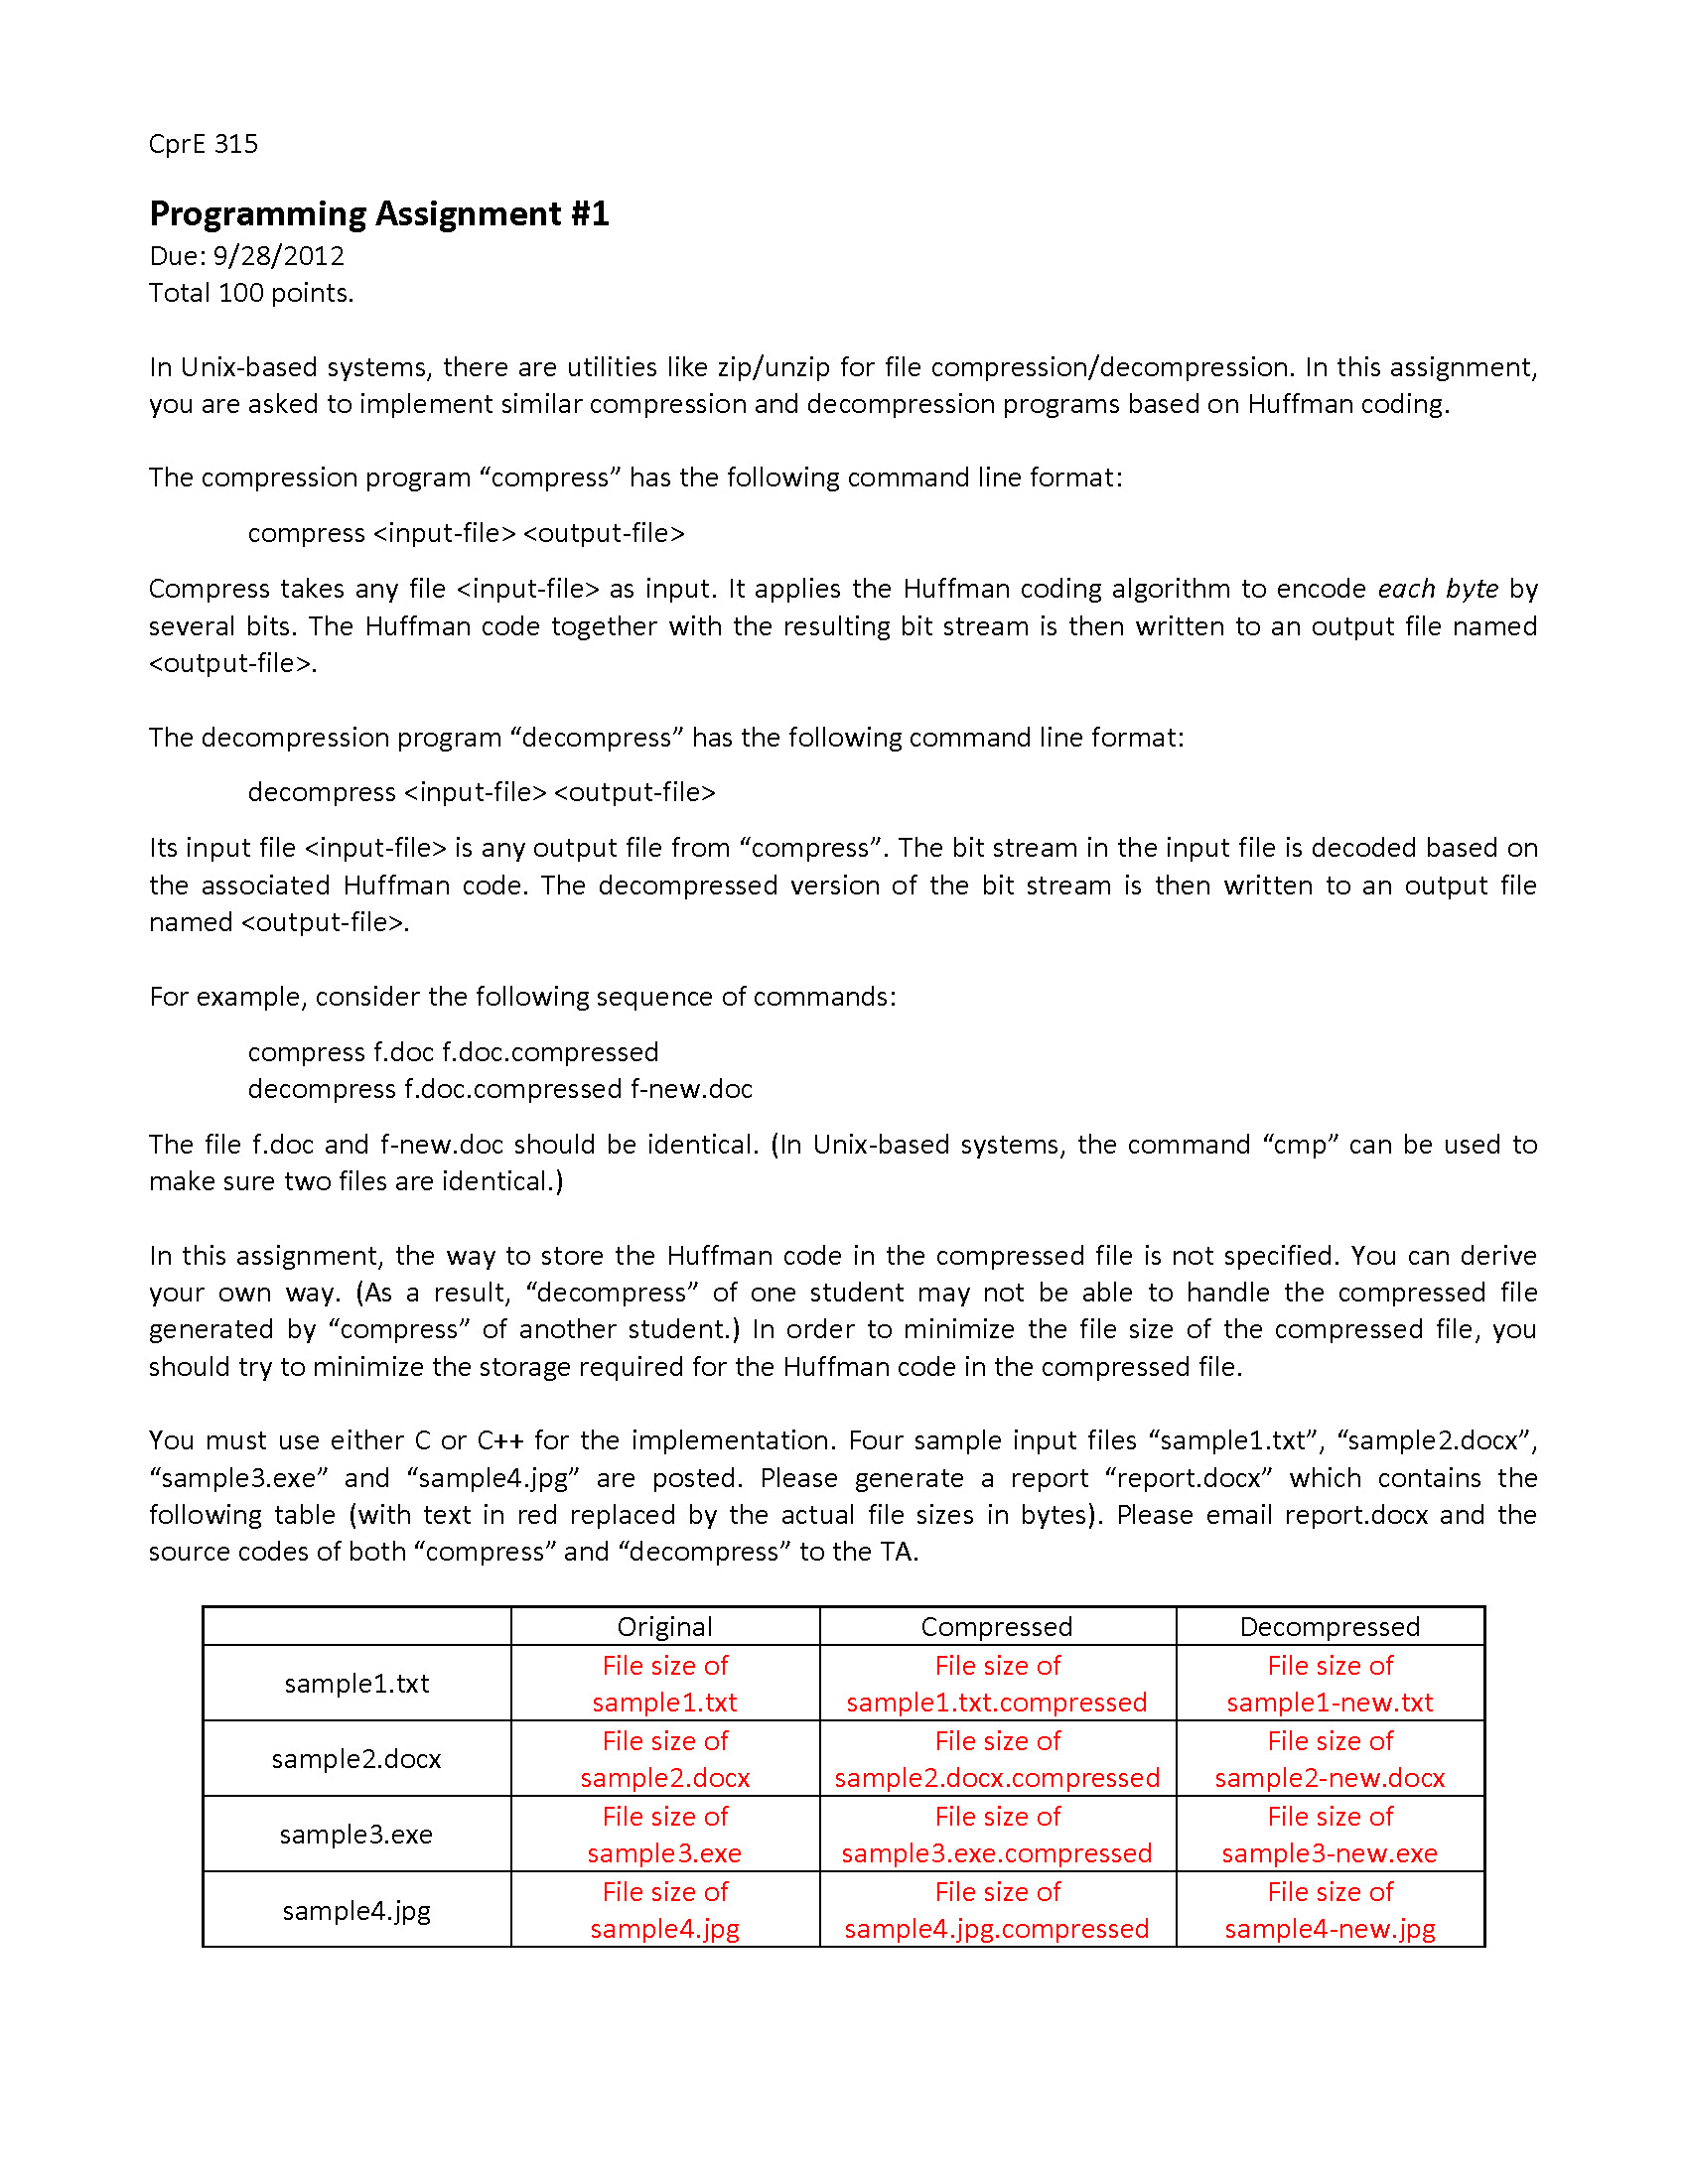 CprE 315
Programming Assignment #1
Due: 9/28/2012
Total 100 points.
In Unix-based systems, there are utilities like zip/unzip for file compression/decompression. In this assignment,
you are asked to implement similar compression and decompression programs based on Huffman coding.
The compression program “compress” has the following command line format:
compress <input-file> <output-file>
Compress takes any file <input-file> as input. It applies the Huffman coding algorithm to encode each byte by
several bits. The Huffman code together with the resulting bit stream is then written to an output file named
<output-file>.
The decompression program “decompress” has the following command line format:
decompress <input-file> <output-file>
Its input file <input-file> is any output file from “compress”. The bit stream in the input file is decoded based on
the associated Huffman code. The decompressed version of the bit stream is then written to an output file
named <output-file>.
For example, consider the following sequence of commands:
compress f.doc f.doc.compressed
decompress f.doc.compressed f-new.doc
The file f.doc and f-new.doc should be identical. (In Unix-based systems, the command “cmp” can be used to
make sure two files are identical.)
In this assignment, the way to store the Huffman code in the compressed file is not specified. You can derive
your own way. (As a result, “decompress” of one student may not be able to handle the compressed file
generated by “compress” of another student.) In order to minimize the file size of the compressed file, you
should try to minimize the storage required for the Huffman code in the compressed file.
You must use either C or C++ for the implementation. Four sample input files “sample1.txt”, “sample2.docx”,
“sample3.exe” and “sample4.jpg” are posted. Please generate a report “report.docx” which contains the
following table (with text in red replaced by the actual file sizes in bytes). Please email report.docx and the
source codes of both “compress” and “decompress” to the TA.
Original Compressed Decompressed
sample1.txt
File size of
sample1.txt
File size of
sample1.txt.compressed
File size of
sample1-new.txt
sample2.docx
File size of
sample2.docx
File size of
sample2.docx.compressed
File size of
sample2-new.docx
sample3.exe
File size of
sample3.exe
File size of
sample3.exe.compressed
File size of
sample3-new.exe
sample4.jpg
File size of
sample4.jpg
File size of
sample4.jpg.compressed
File size of
sample4-new.jpg